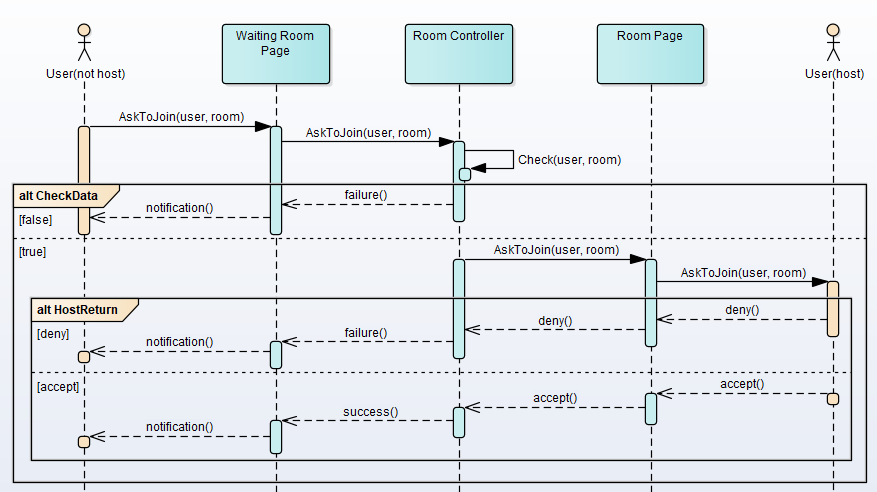 User(not host)
Waiting Room
Page
Room Controller
Room Page
User(host)
AskToJoin(user, room)
AskToJoin(user, room)
Check(user, room)
alt CheckData
failure()
notification()
[false]
[true]
AskToJoin(user, room)
AskToJoin(user, room)
alt HostReturn
deny()
deny()
failure()
[deny]
notification()
[accept]
accept()
accept()
success()
notification()